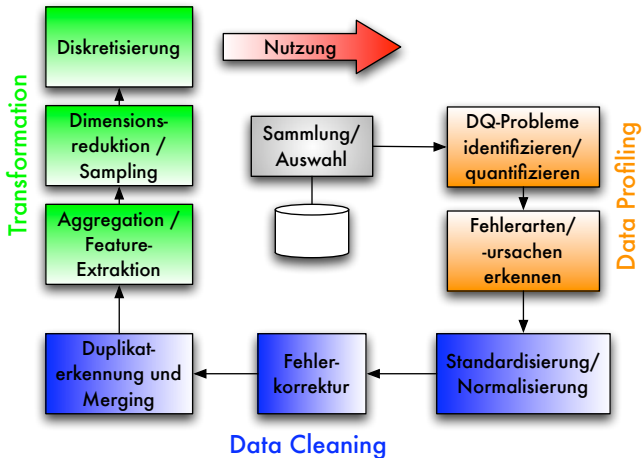 Diskretisierung
Nutzung
Transformation
Dimensions-
reduktion /
Sampling
Sammlung/
Auswahl
DQ-Probleme
identifizieren/
quantifizieren
Data Profiling
Aggregation /
Feature-
Extraktion
Fehlerarten/
-ursachen
erkennen
Duplikat-
erkennung und
Merging
Fehler-
korrektur
Standardisierung/
Normalisierung
Data Cleaning